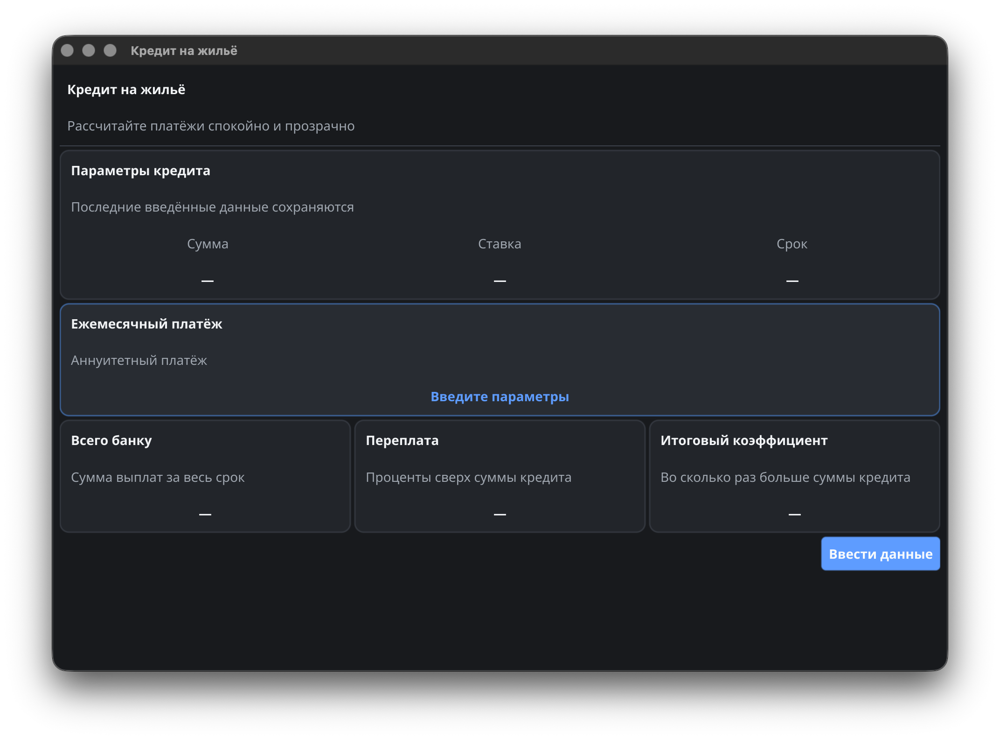 Кредит на жильё
Кредит на жильё
Рассчитайте платёжи спокойно и прозрачно
Параметры кредита
Последние введённые данные сохраняются
Сумма Ставка Срок
— — —
Ежемесячный платёж
Аннуитетный платёж
Введите параметры
Всего банку Переплата Итоговый коэффициент
Сумма выплат за весь срок Проценты сверх суммы кредита Во сколько раз больше суммы кредита
— — —
Ввести данные